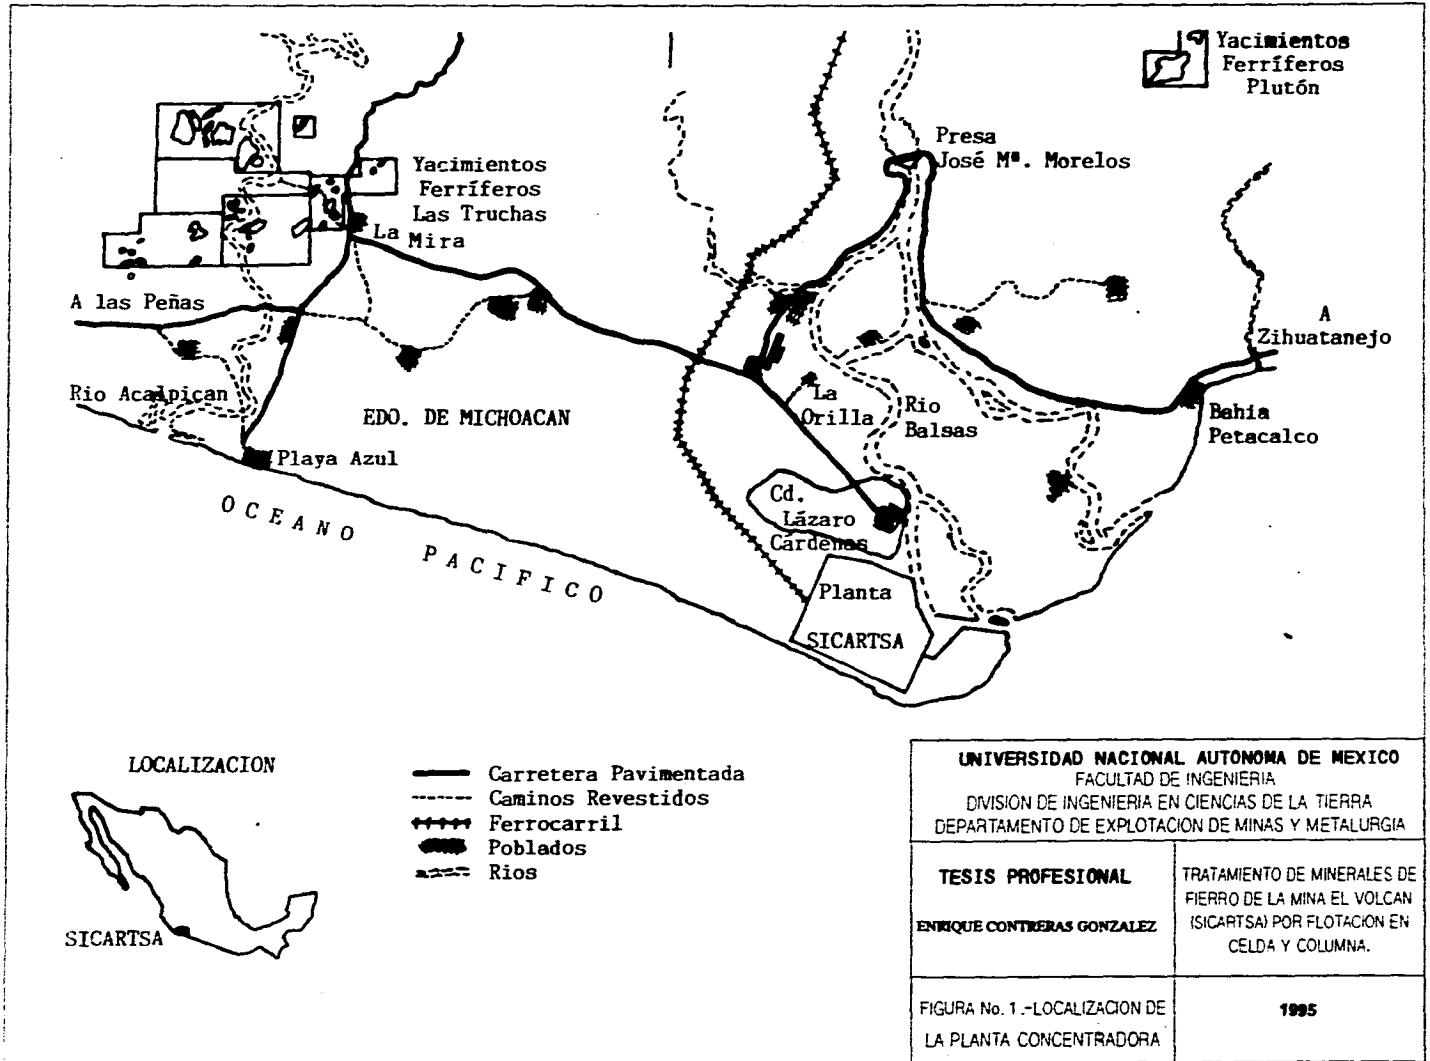 Yacimientos
Ferríferos
Plutón
Presa
José Mª. Morelos
Yacimientos
Ferríferos
Las Truchas
La
Mira
A las Peñas
A
Zihuatanejo
Rio Acalpican
EDO. DE MICHOACAN
La
Orilla
Rio
Balsas
Bahia
Petacalco
Playa Azul
OCEANO PACIFICO
Cd.
Lázaro
Cárdenas
Planta
SICARTSA
LOCALIZACION
SICARTSA
Carretera Pavimentada
Caminos Revestidos
Ferrocarril
Poblados
Rios
UNIVERSIDAD NACIONAL AUTONOMA DE MEXICO
FACULTAD DE INGENIERIA
DIVISION DE INGENIERIA EN CIENCIAS DE LA TIERRA
DEPARTAMENTO DE EXPLOTACION DE MINAS Y METALURGIA
TESIS PROFESIONAL
ENRIQUE CONTRERAS GONZALEZ
TRATAMIENTO DE MINERALES DE
FIERRO DE LA MINA EL VOLCAN
(SICARTSA) POR FLOTACION EN
CELDA Y COLUMNA.
FIGURA No. 1.-LOCALIZACION DE
LA PLANTA CONCENTRADORA
1995